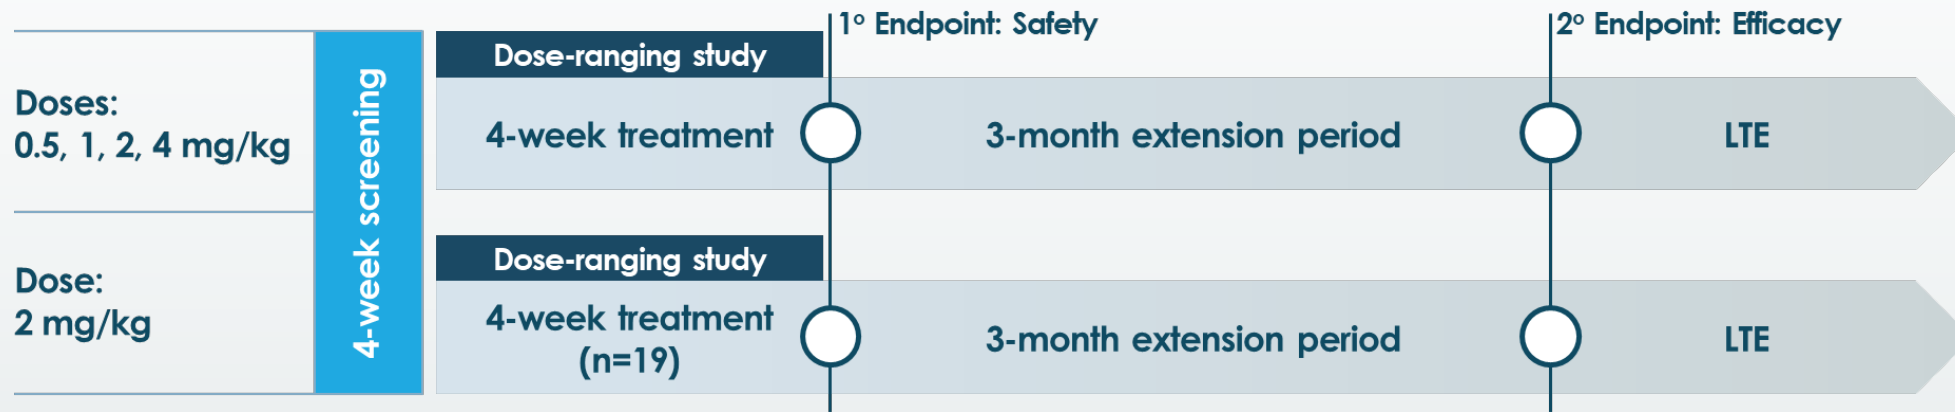 1° Endpoint: Safety
2° Endpoint: Efficacy
Doses:
0.5, 1, 2, 4 mg/kg
4-week screening
Dose-ranging study
4-week treatment
3-month extension period
LTE
Dose:
2 mg/kg
Dose-ranging study
4-week treatment
(n=19)
3-month extension period
LTE